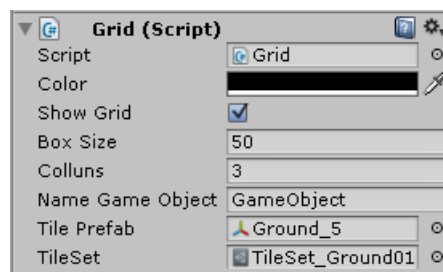 Grid (Script)
Script Grid
Color
Show Grid
Box Size 50
Colluns 3
Name Game Object GameObject
Tile Prefab Ground_5
TileSet TileSet_Ground01